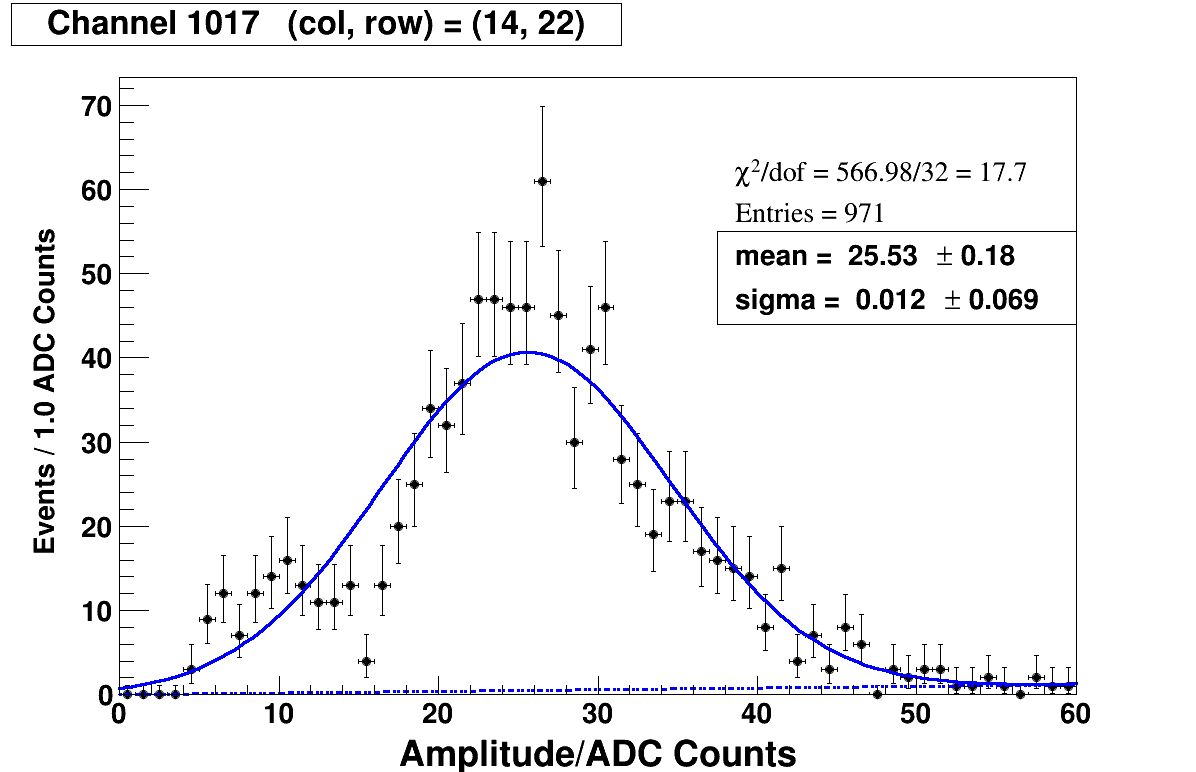 Channel 1017 (col, row) = (14, 22)
70
60
50
40
30
20
10
0
Events / 1.0 ADC Counts
χ²/dof = 566.98/32 = 17.7
Entries = 971
mean = 25.53 ± 0.18
sigma = 0.012 ± 0.069
0 10 20 30 40 50 60
Amplitude/ADC Counts